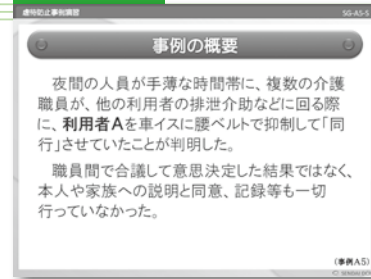 虐待防止事例講習
SG-A5-5
事例の概要
夜間の人員が手薄な時間帯に、複数の介護
職員が、他の利用者の排泄介助などに回る際
に、利用者Aを車イスに腰ベルトで抑制して「同
行」させていたことが判明した。
職員間で合議して意思決定した結果ではなく、
本人や家族への説明と同意、記録等も一切
行っていなかった。
(事例A5)